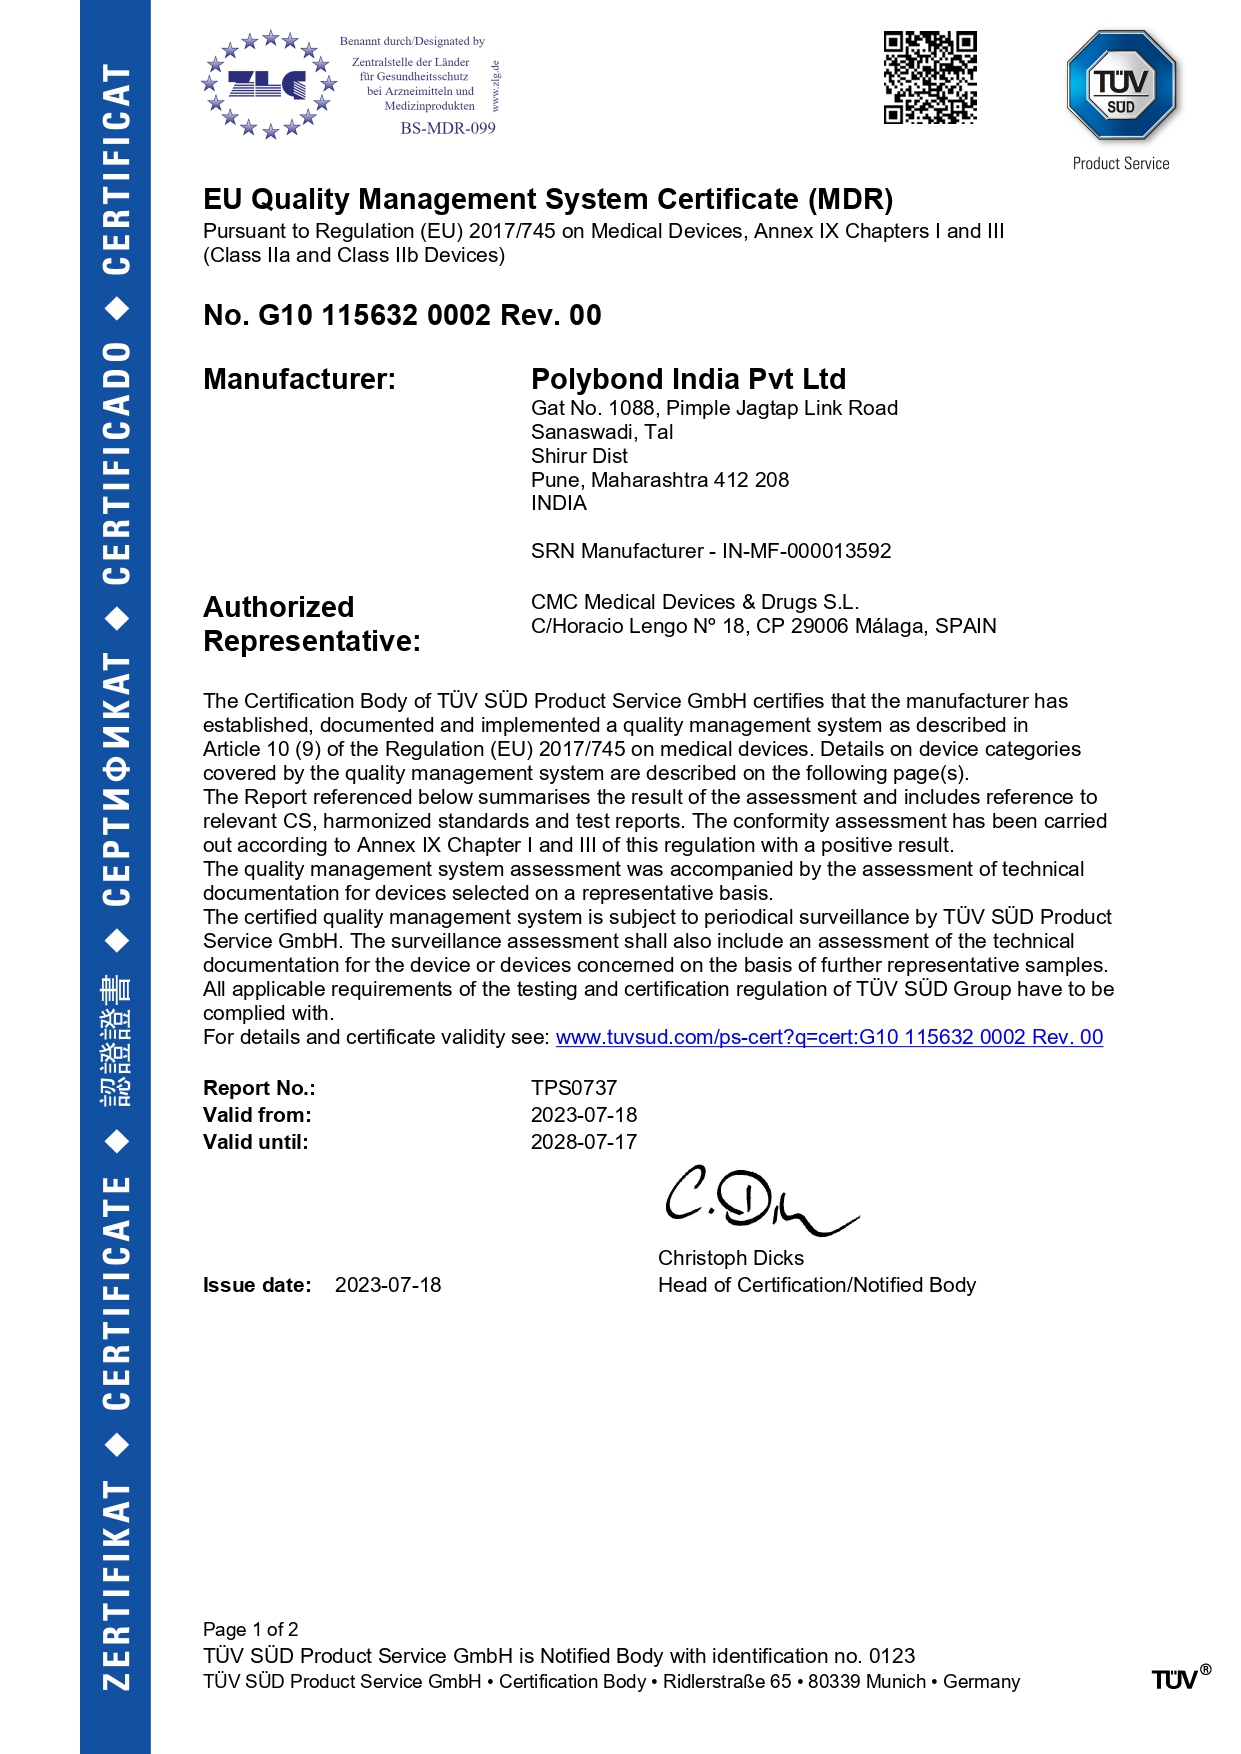 Benannt durch/Designated by
Zentralstelle der Länder
für Gesundheitsschutz
bei Arzneimitteln und
Medizinprodukten
BS-MDR-099
www.zlg.de
ZLG
TÜV
SÜD
Product Service
EU Quality Management System Certificate (MDR)
Pursuant to Regulation (EU) 2017/745 on Medical Devices, Annex IX Chapters I and III
(Class IIa and Class IIb Devices)
No. G10 115632 0002 Rev. 00
Manufacturer: Polybond India Pvt Ltd
Gat No. 1088, Pimple Jagtap Link Road
Sanaswadi, Tal
Shirur Dist
Pune, Maharashtra 412 208
INDIA
SRN Manufacturer - IN-MF-000013592
Authorized
Representative:
CMC Medical Devices & Drugs S.L.
C/Horacio Lengo Nº 18, CP 29006 Málaga, SPAIN
The Certification Body of TÜV SÜD Product Service GmbH certifies that the manufacturer has
established, documented and implemented a quality management system as described in
Article 10 (9) of the Regulation (EU) 2017/745 on medical devices. Details on device categories
covered by the quality management system are described on the following page(s).
The Report referenced below summarises the result of the assessment and includes reference to
relevant CS, harmonized standards and test reports. The conformity assessment has been carried
out according to Annex IX Chapter I and III of this regulation with a positive result.
The quality management system assessment was accompanied by the assessment of technical
documentation for devices selected on a representative basis.
The certified quality management system is subject to periodical surveillance by TÜV SÜD Product
Service GmbH. The surveillance assessment shall also include an assessment of the technical
documentation for the device or devices concerned on the basis of further representative samples.
All applicable requirements of the testing and certification regulation of TÜV SÜD Group have to be
complied with.
For details and certificate validity see: www.tuvsud.com/ps-cert?q=cert:G10 115632 0002 Rev. 00
Report No.: TPS0737
Valid from: 2023-07-18
Valid until: 2028-07-17
Christoph Dicks
Issue date: 2023-07-18 Head of Certification/Notified Body
Page 1 of 2
TÜV SÜD Product Service GmbH is Notified Body with identification no. 0123
TÜV SÜD Product Service GmbH • Certification Body • Ridlerstraße 65 • 80339 Munich • Germany
TÜV®
ZERTIFIKAT ◆ CERTIFICATE ◆ 認證證書 ◆ СЕРТИФИКАТ ◆ CERTIFICADO ◆ CERTIFICAT